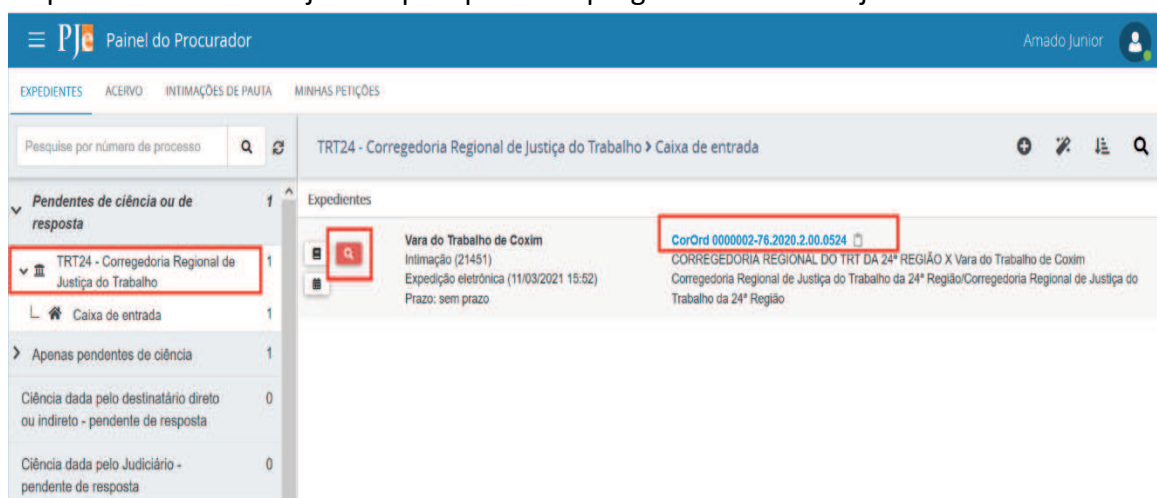 PJe Painel do Procurador
Amado Junior
EXPEDIENTES ACERVO INTIMAÇÕES DE PAUTA MINHAS PETIÇÕES
Pesquise por número de processo
TRT24 - Corregedoria Regional de Justiça do Trabalho > Caixa de entrada
Pendentes de ciência ou de 1
resposta
TRT24 - Corregedoria Regional de 1
Justiça do Trabalho
Caixa de entrada 1
Apenas pendentes de ciência 1
Ciência dada pelo destinatário direto 0
ou indireto - pendente de resposta
Ciência dada pelo Judiciário - 0
pendente de resposta
Expedientes
Vara do Trabalho de Coxim
Intimação (21451)
Expedição eletrônica (11/03/2021 15:52)
Prazo: sem prazo
CorOrd 0000002-76.2020.2.00.0524
CORREGEDORIA REGIONAL DO TRT DA 24ª REGIÃO X Vara do Trabalho de Coxim
Corregedoria Regional de Justiça do Trabalho da 24ª Região/Corregedoria Regional de Justiça do
Trabalho da 24ª Região